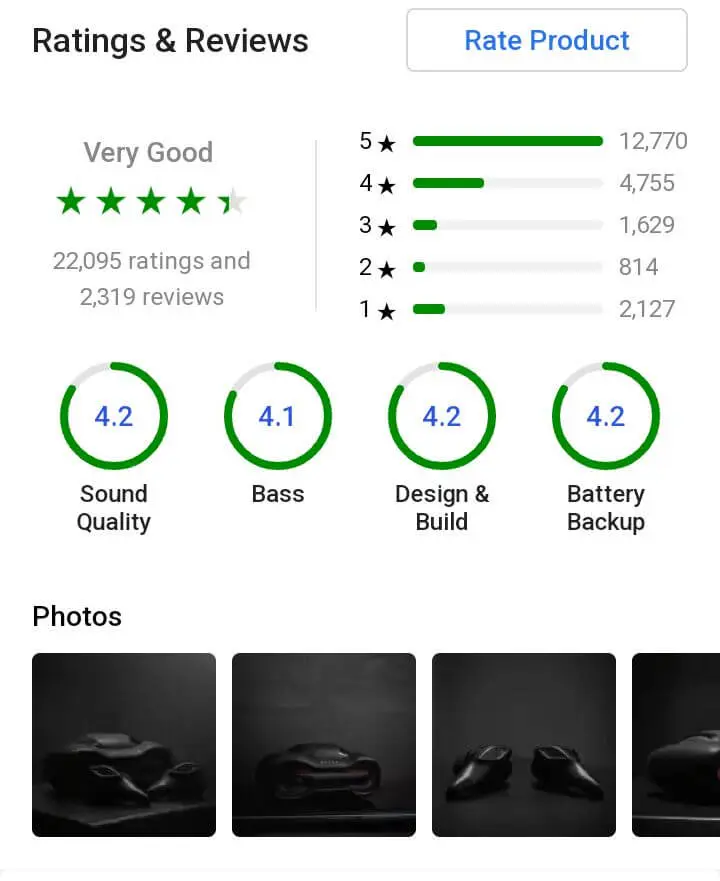 Ratings & Reviews
Rate Product
Very Good
22,095 ratings and
2,319 reviews
5★ 12,770
4★ 4,755
3★ 1,629
2★ 814
1★ 2,127
4.2 4.1 4.2 4.2
Sound Bass Design & Battery
Quality Build Backup
Photos